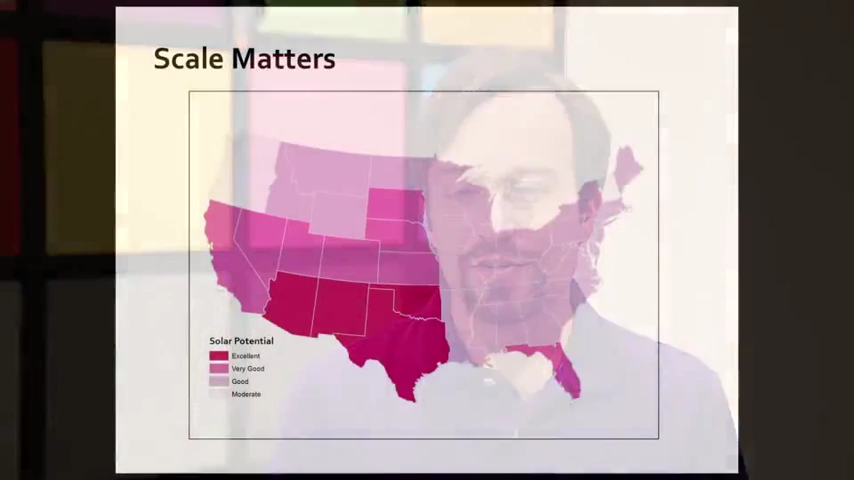 Scale Matters
Solar Potential
Excellent
Very Good
Good
Moderate